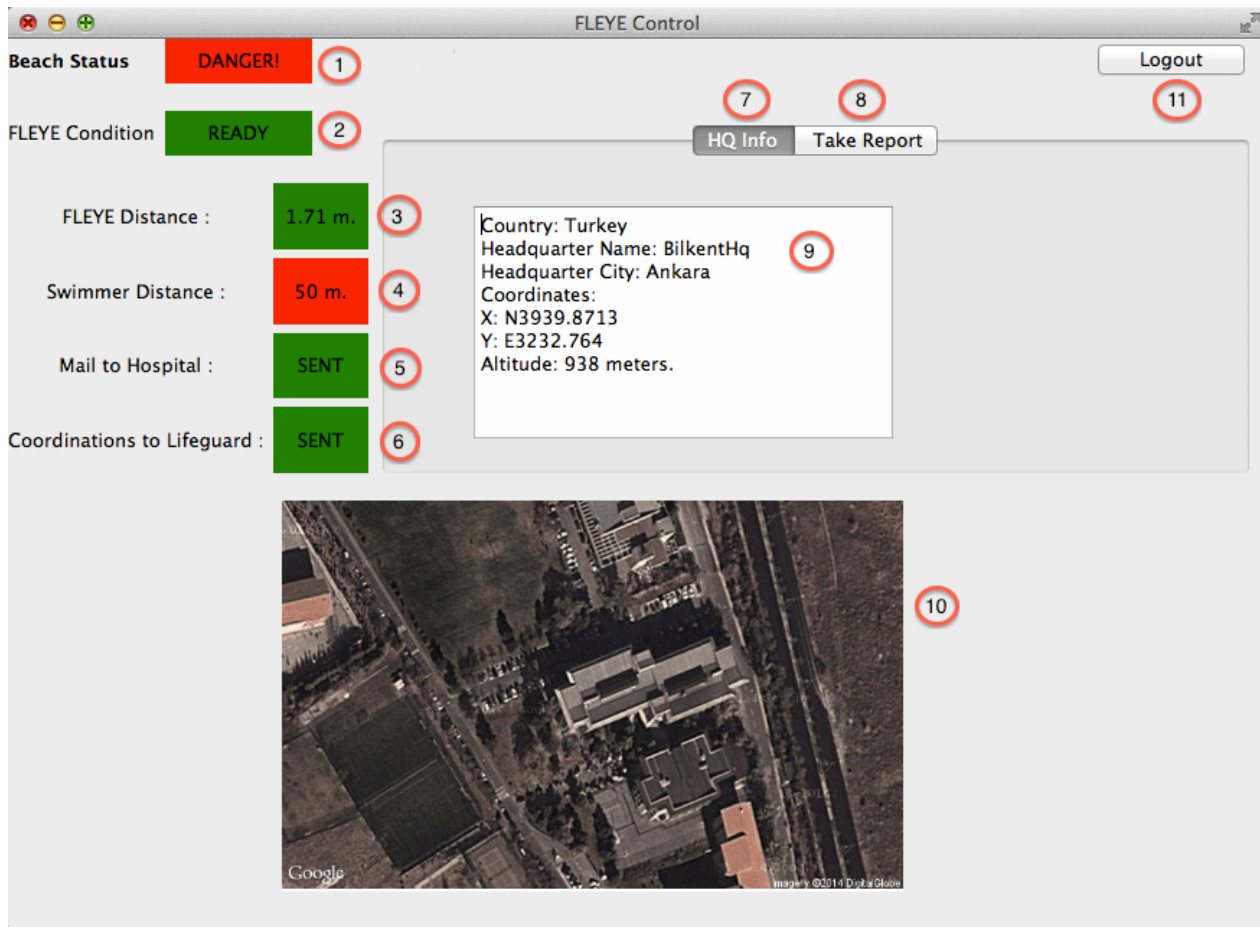 FLEYE Control
Beach Status DANGER! 1
Logout
11
FLEYE Condition READY 2
7 8
HQ Info Take Report
FLEYE Distance : 1.71 m. 3
Swimmer Distance : 50 m. 4
Mail to Hospital : SENT 5
Coordinations to Lifeguard : SENT 6
Country: Turkey
Headquarter Name: BilkentHq
Headquarter City: Ankara
Coordinates:
X: N3939.8713
Y: E3232.764
Altitude: 938 meters.
9
10
Google
Imagery ©2014 DigitalGlobe